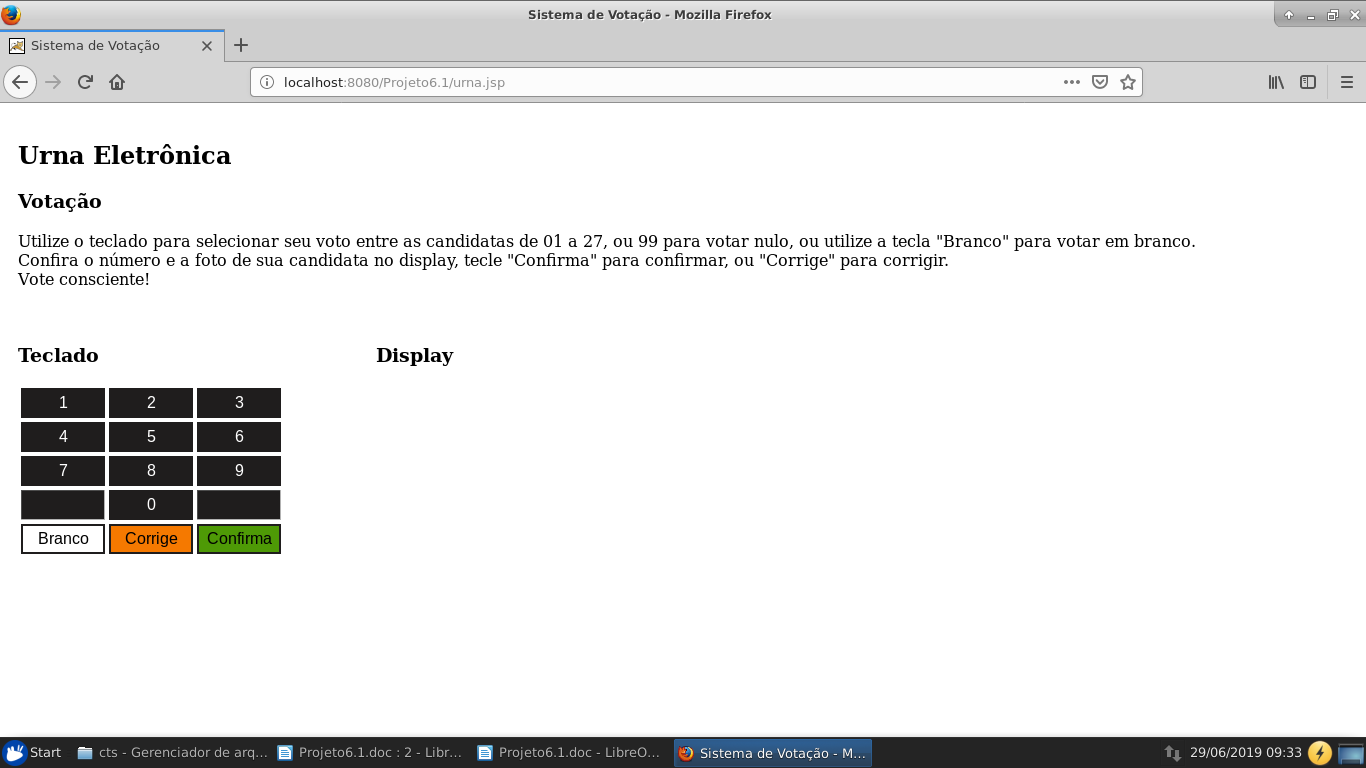 Sistema de Votação - Mozilla Firefox
Sistema de Votação
localhost:8080/Projeto6.1/urna.jsp
Urna Eletrônica
Votação
Utilize o teclado para selecionar seu voto entre as candidatas de 01 a 27, ou 99 para votar nulo, ou utilize a tecla "Branco" para votar em branco.
Confira o número e a foto de sua candidata no display, tecle "Confirma" para confirmar, ou "Corrige" para corrigir.
Vote consciente!
Teclado Display
1 2 3
4 5 6
7 8 9
0
Branco Corrige Confirma
Start cts - Gerenciador de arq... Projeto6.1.doc : 2 - Libr... Projeto6.1.doc - LibreO... Sistema de Votação - M... 29/06/2019 09:33